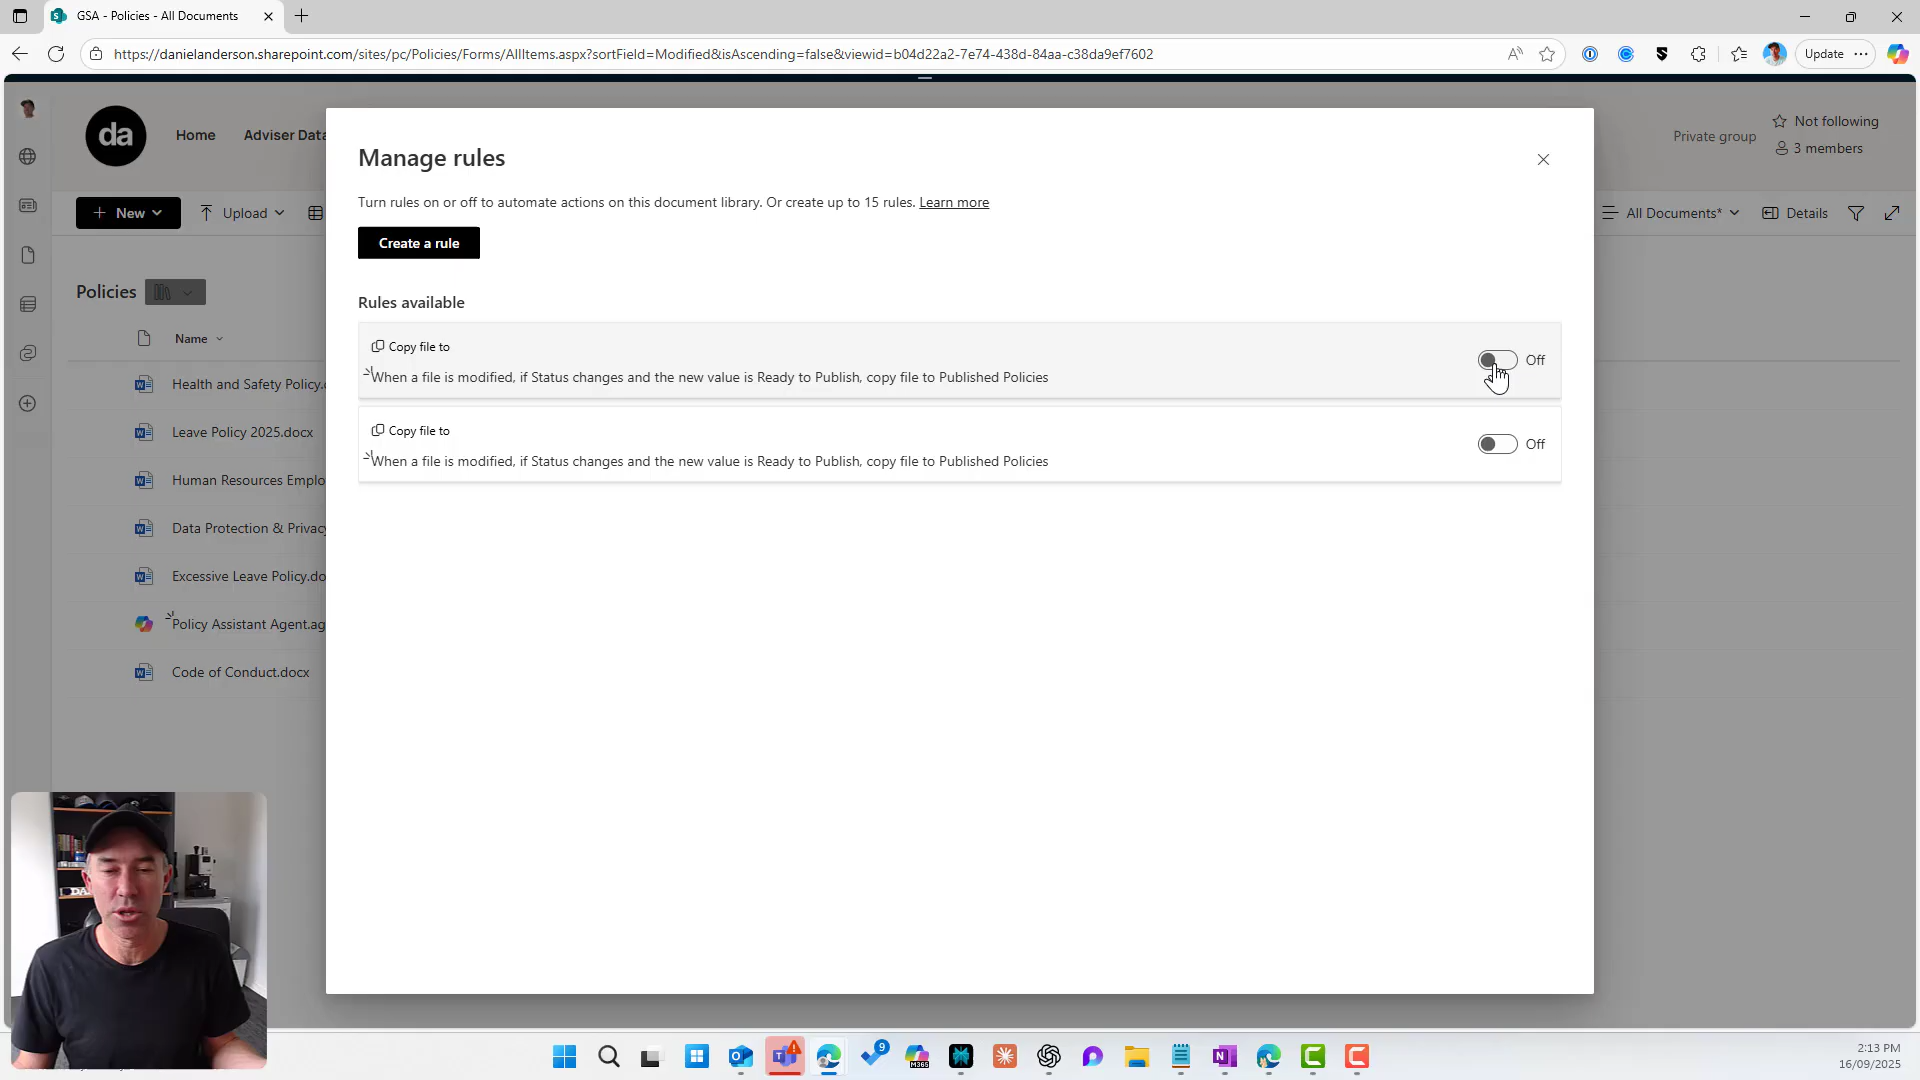 GSA - Policies - All Documents
https://danielanderson.sharepoint.com/sites/pc/Policies/Forms/AllItems.aspx?sortField=Modified&isAscending=false&viewid=b04d22a2-7e74-438d-84aa-c38da9ef7602
Update
da
Home
Adviser Data
Private group
Not following
3 members
New
Upload
All Documents*
Details
Policies
Name
Health and Safety Policy.
Leave Policy 2025.docx
Human Resources Emplo
Data Protection & Privacy
Excessive Leave Policy.do
Policy Assistant Agent.ag
Code of Conduct.docx
Manage rules
Turn rules on or off to automate actions on this document library. Or create up to 15 rules. Learn more
Create a rule
Rules available
Copy file to
When a file is modified, if Status changes and the new value is Ready to Publish, copy file to Published Policies
Off
Copy file to
When a file is modified, if Status changes and the new value is Ready to Publish, copy file to Published Policies
Off
9
M365
2:13 PM
16/09/2025